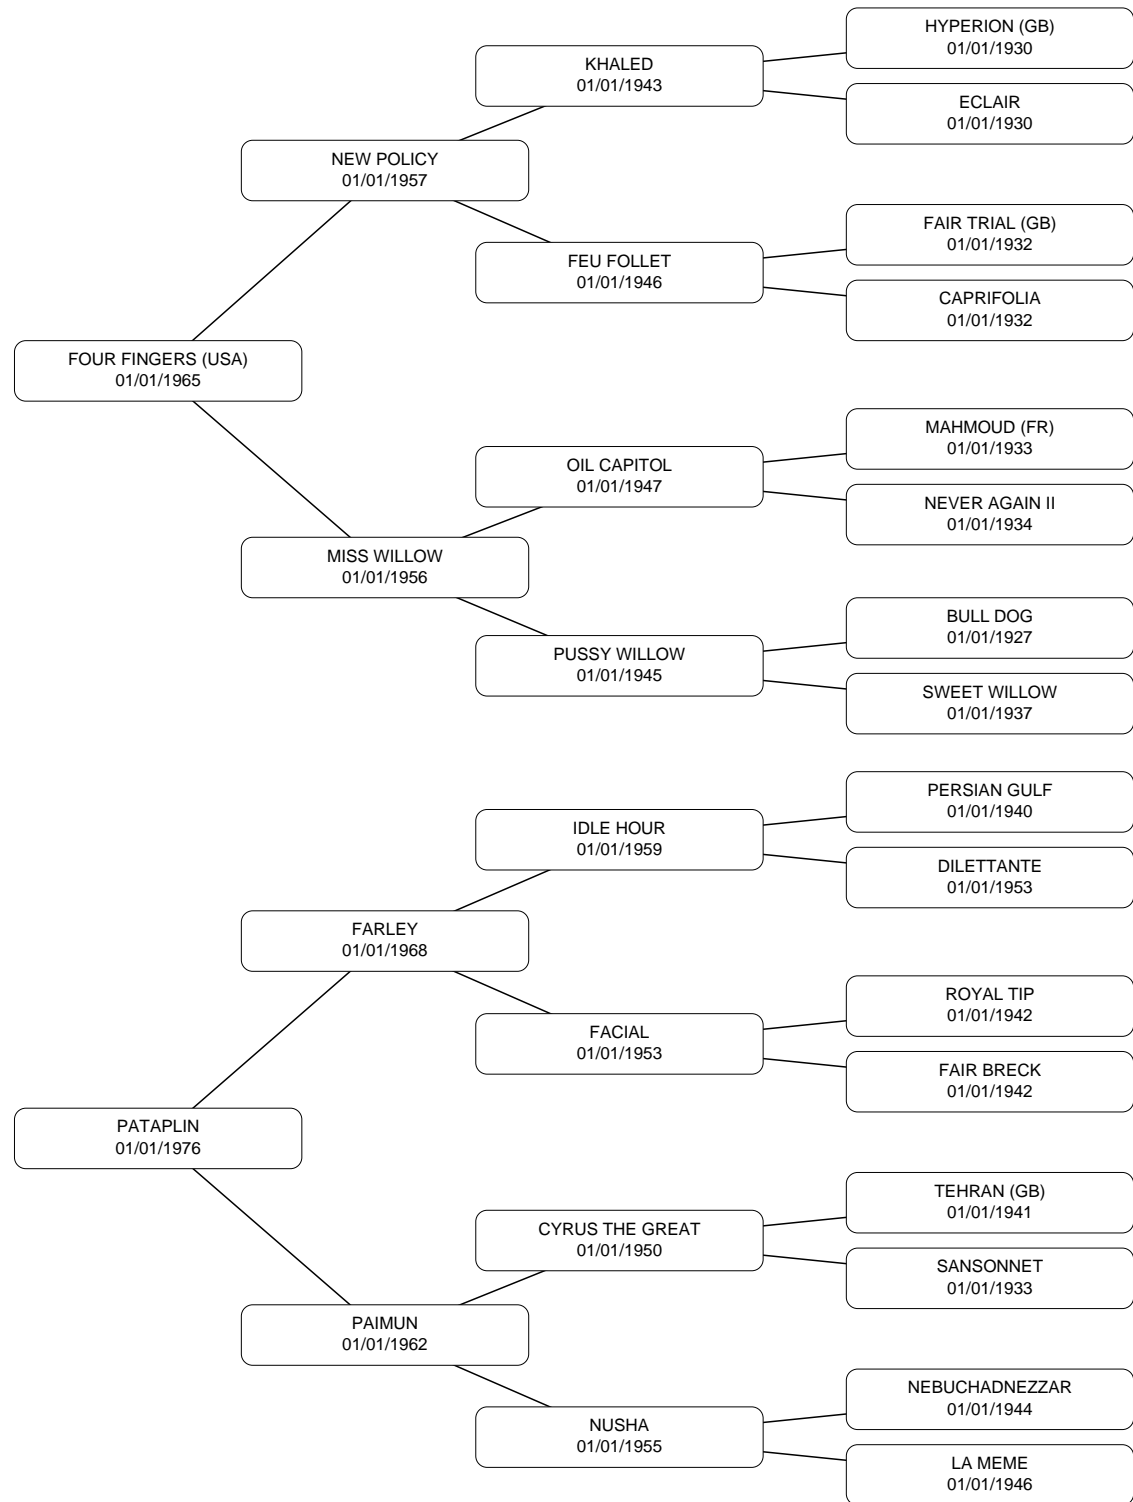 HYPERION (GB)
01/01/1930
KHALED
01/01/1943
ECLAIR
01/01/1930
NEW POLICY
01/01/1957
FAIR TRIAL (GB)
01/01/1932
FEU FOLLET
01/01/1946
CAPRIFOLIA
01/01/1932
FOUR FINGERS (USA)
01/01/1965
MAHMOUD (FR)
01/01/1933
OIL CAPITOL
01/01/1947
NEVER AGAIN II
01/01/1934
MISS WILLOW
01/01/1956
BULL DOG
01/01/1927
PUSSY WILLOW
01/01/1945
SWEET WILLOW
01/01/1937
PERSIAN GULF
01/01/1940
IDLE HOUR
01/01/1959
DILETTANTE
01/01/1953
FARLEY
01/01/1968
ROYAL TIP
01/01/1942
FACIAL
01/01/1953
FAIR BRECK
01/01/1942
PATAPLIN
01/01/1976
TEHRAN (GB)
01/01/1941
CYRUS THE GREAT
01/01/1950
SANSONNET
01/01/1933
PAIMUN
01/01/1962
NEBUCHADNEZZAR
01/01/1944
NUSHA
01/01/1955
LA MEME
01/01/1946